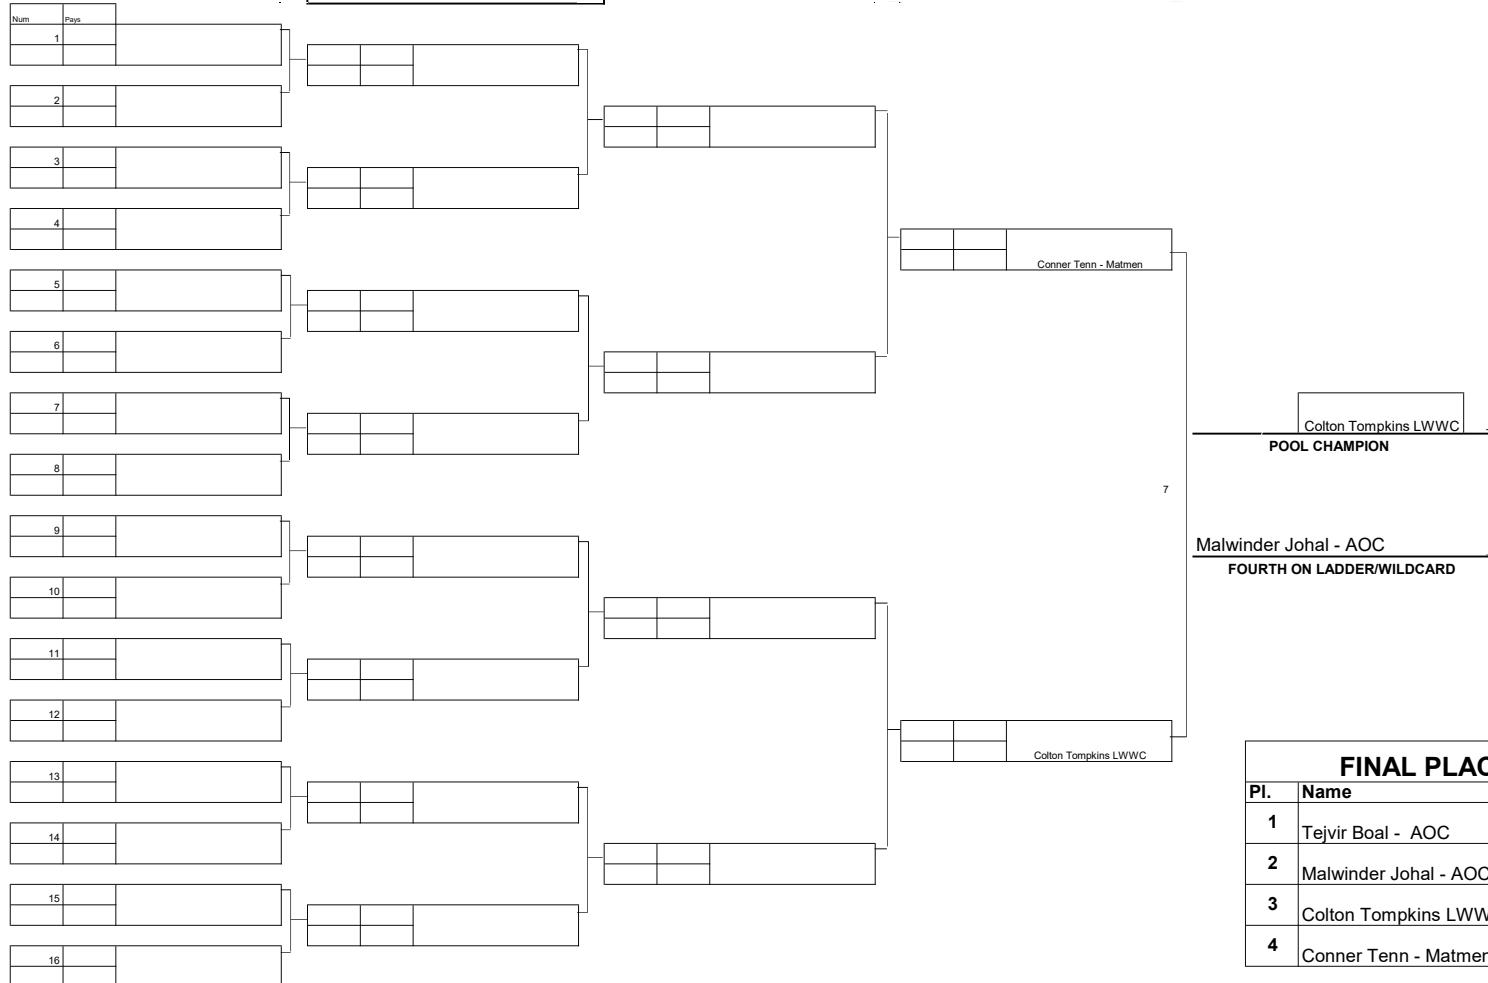 Num Pays
1
2
3
4
Conner Tenn - Matmen
5
6
7
Colton Tompkins LWWC
POOL CHAMPION
8
7
9
Malwinder Johal - AOC
FOURTH ON LADDER/WILDCARD
10
11
12
Colton Tompkins LWWC
13
14
15
16
FINAL PLAC
Pl. Name
1 Tejvir Boal - AOC
2 Malwinder Johal - AOC
3 Colton Tompkins LWW
4 Conner Tenn - Matmen